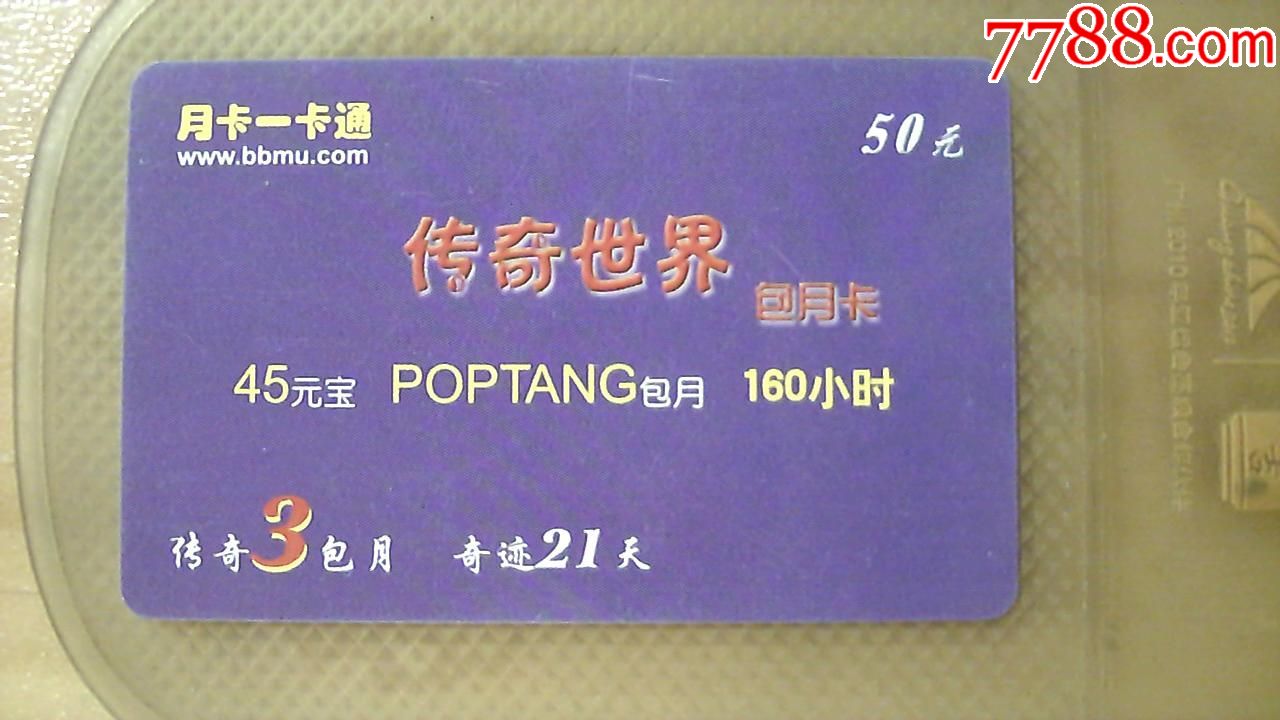 7788.com
月卡一卡通
www.bbmu.com
50元
传奇世界
包月卡
45元宝 POPTANG包月 160小时
传奇3包月 奇迹21天